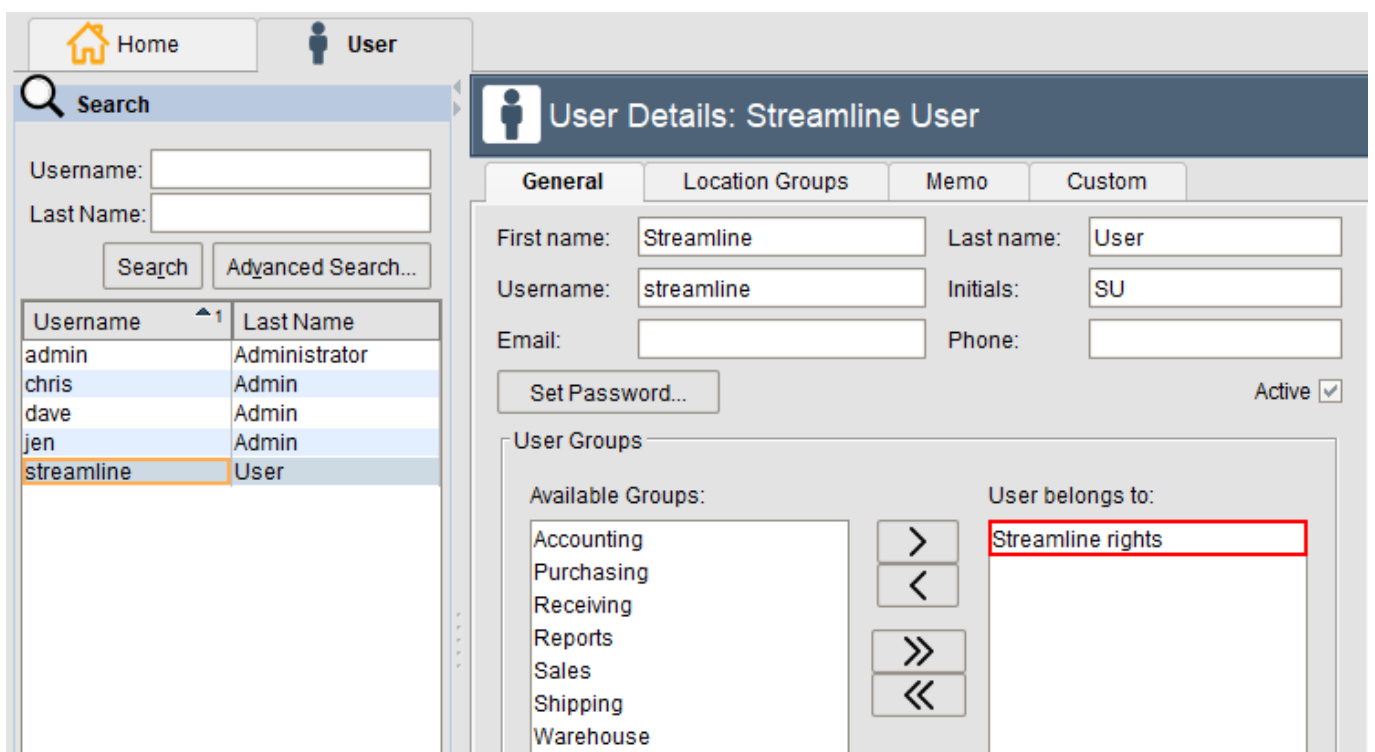 Home
User
Search
Username:
Last Name:
Search
Advanced Search...
Username 1 Last Name
admin Administrator
chris Admin
dave Admin
jen Admin
streamline User
User Details: Streamline User
General Location Groups Memo Custom
First name: Streamline Last name: User
Username: streamline Initials: SU
Email: Phone:
Set Password... Active
User Groups
Available Groups: User belongs to:
Accounting > Streamline rights
Purchasing <
Receiving
Reports >>
Sales <<
Shipping
Warehouse